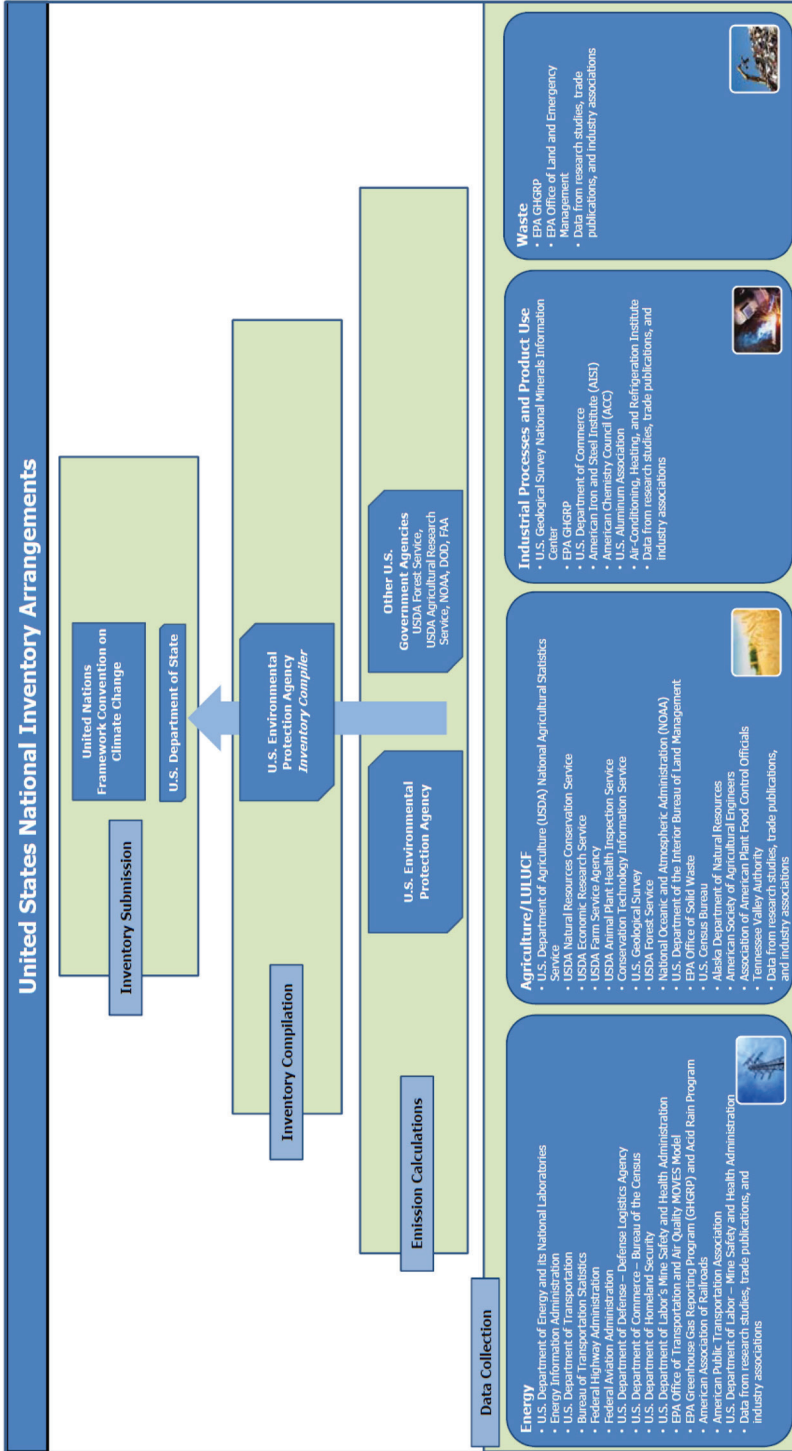 United States National Inventory Arrangements
Inventory Submission
United Nations
Framework Convention on
Climate Change
U.S. Department of State
Inventory Compilation
U.S. Environmental
Protection Agency
Inventory Compiler
Emission Calculations
U.S. Environmental
Protection Agency
Other U.S.
Government Agencies
USDA Forest Service,
USDA Agricultural Research
Service, NOAA, DOD, FAA
Data Collection
Energy
• U.S. Department of Energy and its National Laboratories
• Energy Information Administration
• U.S. Department of Transportation
• Bureau of Transportation Statistics
• Federal Highway Administration
• Federal Aviation Administration
• U.S. Department of Defense – Defense Logistics Agency
• U.S. Department of Commerce – Bureau of the Census
• U.S. Department of Homeland Security
• U.S. Department of Labor's Mine Safety and Health Administration
• EPA Office of Transportation and Air Quality MOVES Model
• EPA Greenhouse Gas Reporting Program (GHGRP) and Acid Rain Program
• American Association of Railroads
• American Public Transportation Association
• U.S. Department of Labor – Mine Safety and Health Administration
• Data from research studies, trade publications, and
industry associations
Agriculture/LULUCF
• U.S. Department of Agriculture (USDA) National Agricultural Statistics
Service
• USDA Natural Resources Conservation Service
• USDA Economic Research Service
• USDA Farm Service Agency
• USDA Animal Plant Health Inspection Service
• Conservation Technology Information Service
• U.S. Geological Survey
• USDA Forest Service
• National Oceanic and Atmospheric Administration (NOAA)
• U.S. Department of the Interior Bureau of Land Management
• EPA Office of Solid Waste
• U.S. Census Bureau
• Alaska Department of Natural Resources
• American Society of Agricultural Engineers
• Association of American Plant Food Control Officials
• Tennessee Valley Authority
• Data from research studies, trade publications,
and industry associations
Industrial Processes and Product Use
• U.S. Geological Survey National Minerals Information
Center
• EPA GHGRP
• U.S. Department of Commerce
• American Iron and Steel Institute (AISI)
• American Chemistry Council (ACC)
• U.S. Aluminum Association
• Air-Conditioning, Heating, and Refrigeration Institute
• Data from research studies, trade publications, and
industry associations
Waste
• EPA GHGRP
• EPA Office of Land and Emergency
Management
• Data from research studies, trade
publications, and industry associations